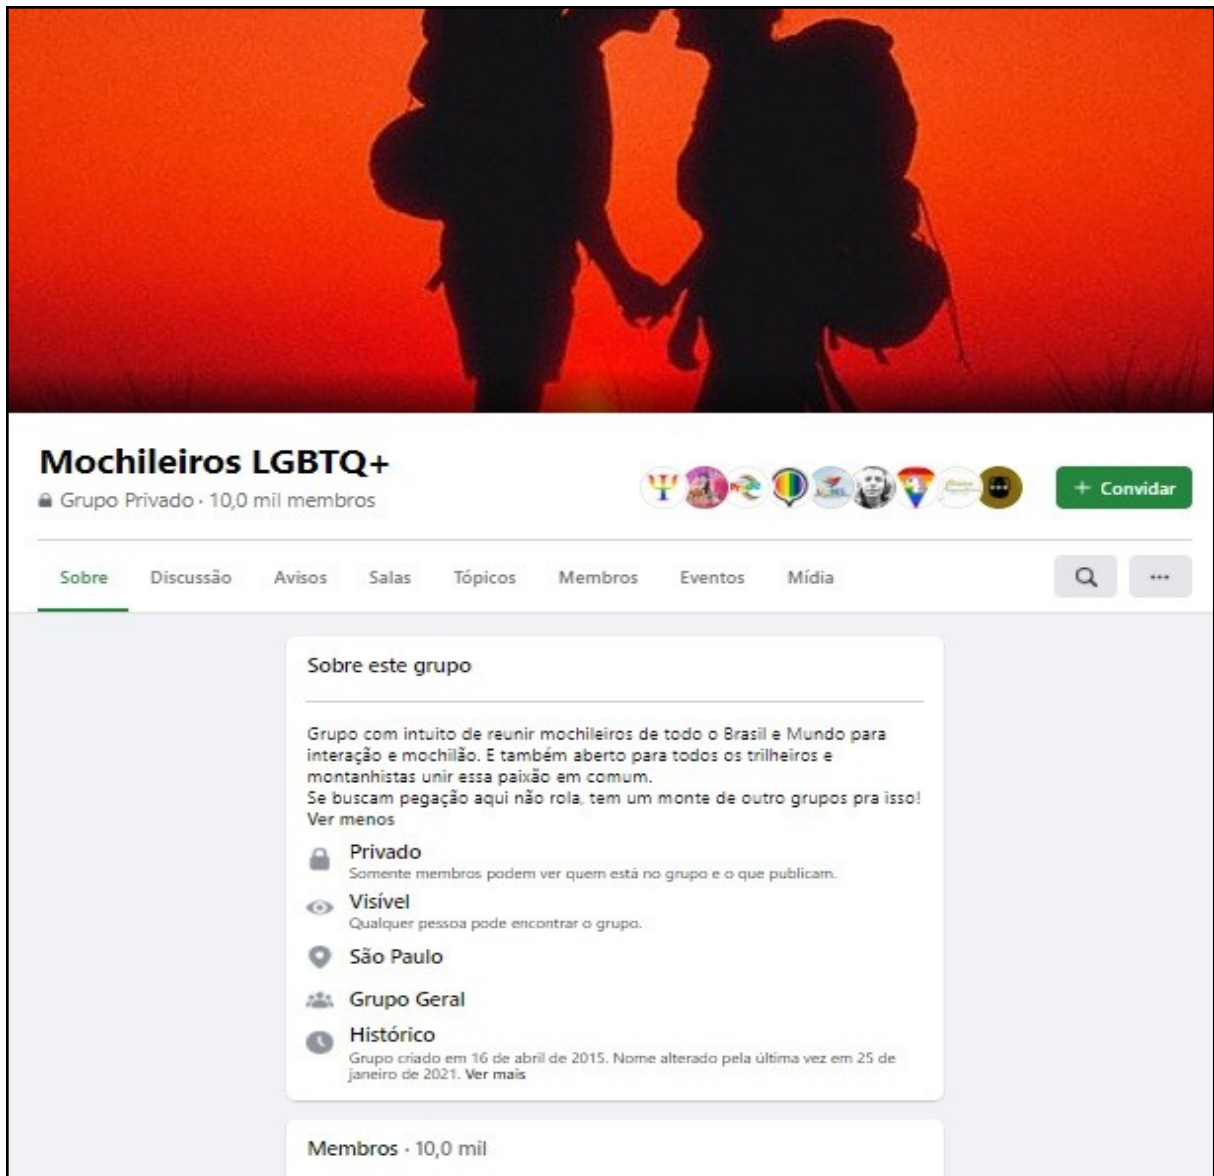 Mochileiros LGBTQ+
Grupo Privado · 10,0 mil membros
+ Convidar
Sobre Discussão Avisos Salas Tópicos Membros Eventos Mídia
Sobre este grupo
Grupo com intuito de reunir mochileiros de todo o Brasil e Mundo para
interação e mochilão. E também aberto para todos os trilheiros e
montanhistas unir essa paixão em comum.
Se buscam pegação aqui não rola, tem um monte de outro grupos pra isso!
Ver menos
Privado
Somente membros podem ver quem está no grupo e o que publicam.
Visível
Qualquer pessoa pode encontrar o grupo.
São Paulo
Grupo Geral
Histórico
Grupo criado em 16 de abril de 2015. Nome alterado pela última vez em 25 de
janeiro de 2021. Ver mais
Membros · 10,0 mil